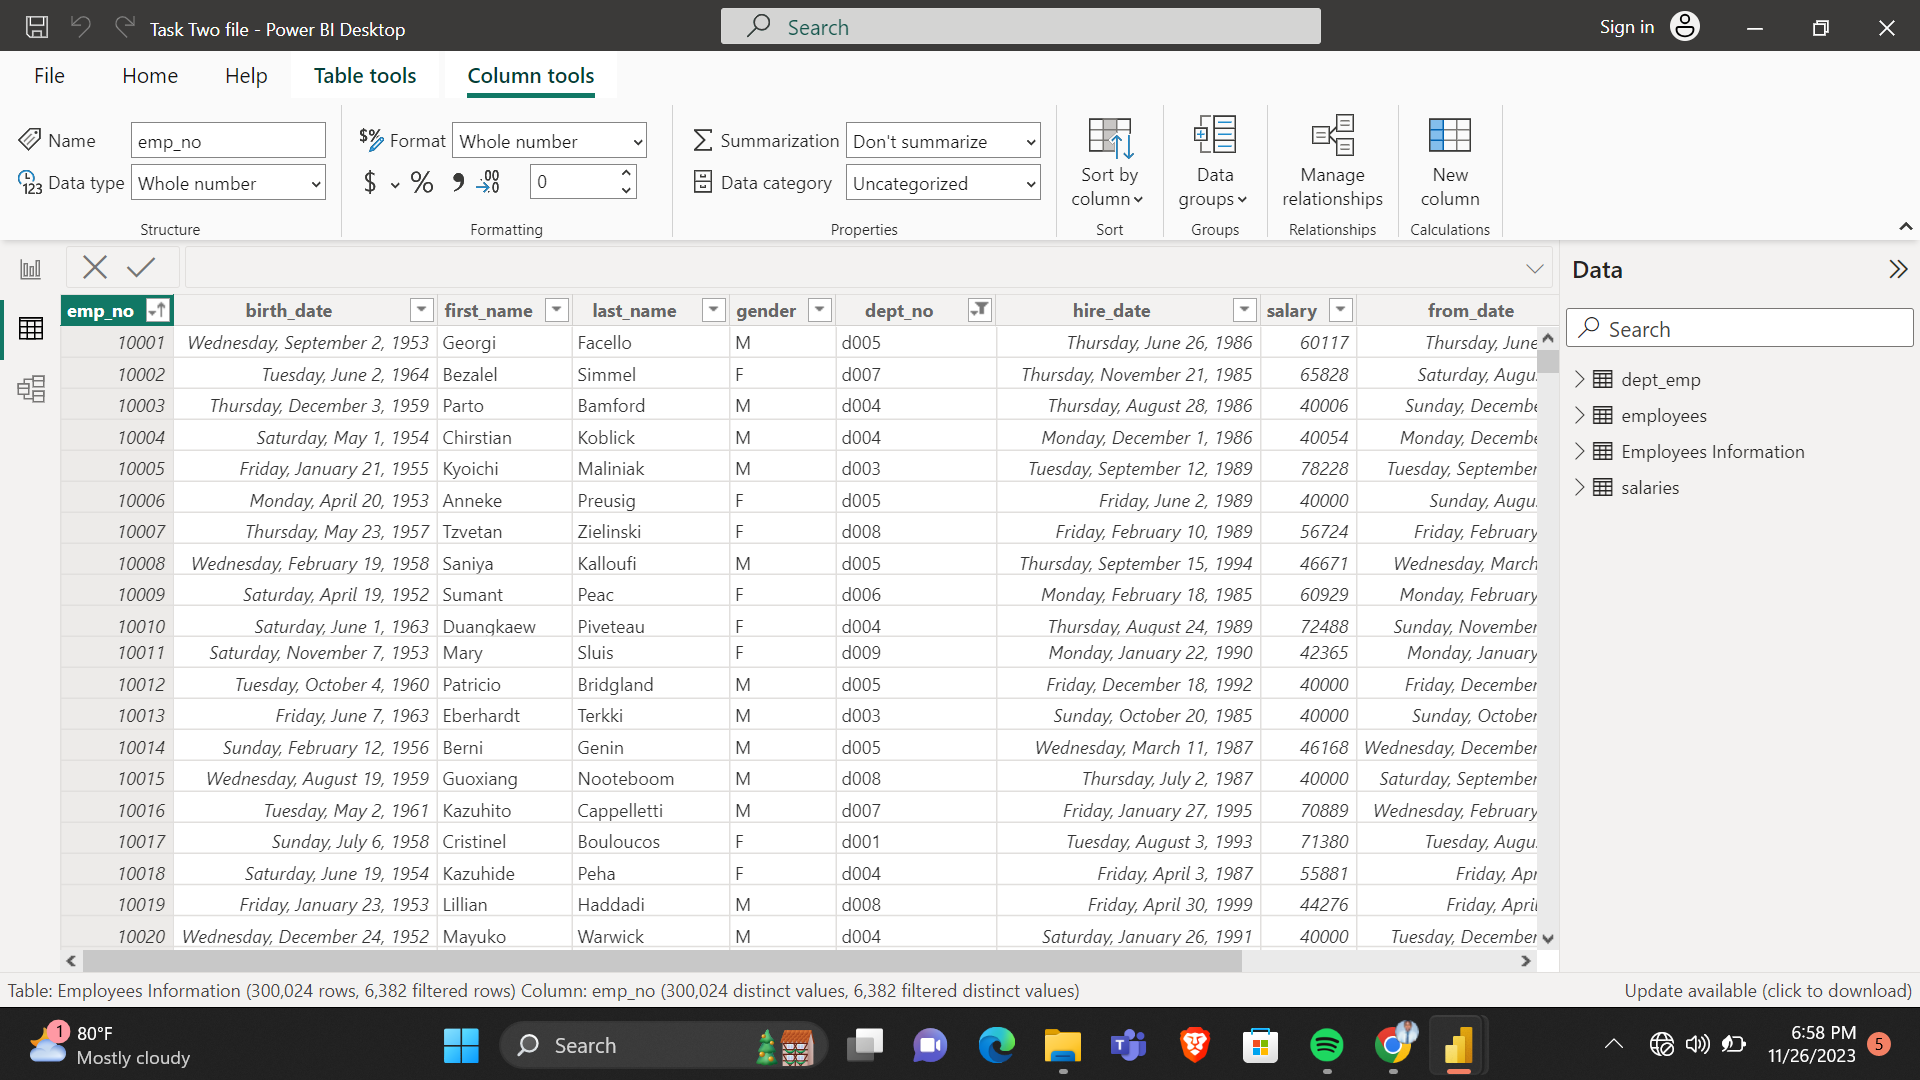 Task Two file - Power BI Desktop
Search
Sign in
File Home Help Table tools Column tools
Name emp_no
Data type Whole number
Structure
Format Whole number
$ % 0
Formatting
Summarization Don't summarize
Data category Uncategorized
Properties
Sort by column
Sort
Data groups
Groups
Manage relationships
Relationships
New column
Calculations
emp_no birth_date first_name last_name gender dept_no hire_date salary from_date
10001 Wednesday, September 2, 1953 Georgi Facello M d005 Thursday, June 26, 1986 60117 Thursday, June
10002 Tuesday, June 2, 1964 Bezalel Simmel F d007 Thursday, November 21, 1985 65828 Saturday, Augu
10003 Thursday, December 3, 1959 Parto Bamford M d004 Thursday, August 28, 1986 40006 Sunday, Decembe
10004 Saturday, May 1, 1954 Chirstian Koblick M d004 Monday, December 1, 1986 40054 Monday, Decembe
10005 Friday, January 21, 1955 Kyoichi Maliniak M d003 Tuesday, September 12, 1989 78228 Tuesday, September
10006 Monday, April 20, 1953 Anneke Preusig F d005 Friday, June 2, 1989 40000 Sunday, Augu
10007 Thursday, May 23, 1957 Tzvetan Zielinski F d008 Friday, February 10, 1989 56724 Friday, February
10008 Wednesday, February 19, 1958 Saniya Kalloufi M d005 Thursday, September 15, 1994 46671 Wednesday, March
10009 Saturday, April 19, 1952 Sumant Peac F d006 Monday, February 18, 1985 60929 Monday, February
10010 Saturday, June 1, 1963 Duangkaew Piveteau F d004 Thursday, August 24, 1989 72488 Sunday, November
10011 Saturday, November 7, 1953 Mary Sluis F d009 Monday, January 22, 1990 42365 Monday, January
10012 Tuesday, October 4, 1960 Patricio Bridgland M d005 Friday, December 18, 1992 40000 Friday, December
10013 Friday, June 7, 1963 Eberhardt Terkki M d003 Sunday, October 20, 1985 40000 Sunday, October
10014 Sunday, February 12, 1956 Berni Genin M d005 Wednesday, March 11, 1987 46168 Wednesday, December
10015 Wednesday, August 19, 1959 Guoxiang Nooteboom M d008 Thursday, July 2, 1987 40000 Saturday, September
10016 Tuesday, May 2, 1961 Kazuhito Cappelletti M d007 Friday, January 27, 1995 70889 Wednesday, February
10017 Sunday, July 6, 1958 Cristinel Bouloucos F d001 Tuesday, August 3, 1993 71380 Tuesday, Augu
10018 Saturday, June 19, 1954 Kazuhide Peha F d004 Friday, April 3, 1987 55881 Friday, Apr
10019 Friday, January 23, 1953 Lillian Haddadi M d008 Friday, April 30, 1999 44276 Friday, April
10020 Wednesday, December 24, 1952 Mayuko Warwick M d004 Saturday, January 26, 1991 40000 Tuesday, December
Data
Search
dept_emp
employees
Employees Information
salaries
Table: Employees Information (300,024 rows, 6,382 filtered rows) Column: emp_no (300,024 distinct values, 6,382 filtered distinct values)
Update available (click to download)
1
80°F
Mostly cloudy
Search
6:58 PM
11/26/2023
5